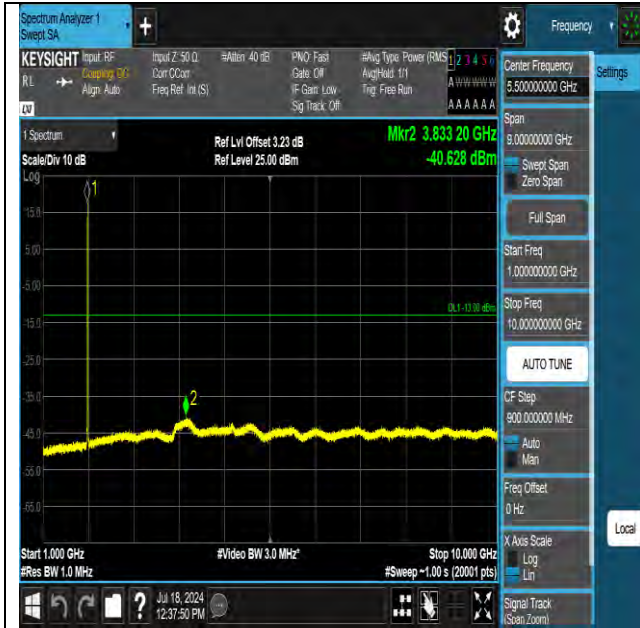 Spectrum Analyzer 1
Swept SA
+
Frequency
KEYSIGHT
RL
Input: RF
Coupling: DC
Align: Auto
Input Z: 50 Ω
Corr CCorr
Freq Ref: Int (S)
#Atten: 40 dB
PNO: Fast
Gate: Off
IF Gain: Low
Sig Track: Off
#Avg Type: Power (RMS
Avg|Hold: 1/1
Trig: Free Run
1 2 3 4 5 6
A W W W W W
A A A A A A
LXI
1 Spectrum
Scale/Div 10 dB
Ref Lvl Offset 3.23 dB
Ref Level 25.00 dBm
Mkr2 3.833 20 GHz
-40.628 dBm
Log
1
15.0
5.00
-5.00
DL1 -13.00 dBm
-15.0
-25.0
-35.0
2
-45.0
-55.0
-65.0
Start 1.000 GHz
#Res BW 1.0 MHz
#Video BW 3.0 MHz*
Stop 10.000 GHz
#Sweep ~1.00 s (20001 pts)
?
Jul 18, 2024
12:37:50 PM
Center Frequency
5.500000000 GHz
Settings
Span
9.00000000 GHz
Swept Span
Zero Span
Full Span
Start Freq
1.000000000 GHz
Stop Freq
10.000000000 GHz
AUTO TUNE
CF Step
900.000000 MHz
Auto
Man
Freq Offset
0 Hz
Local
X Axis Scale
Log
Lin
Signal Track
(Span Zoom)